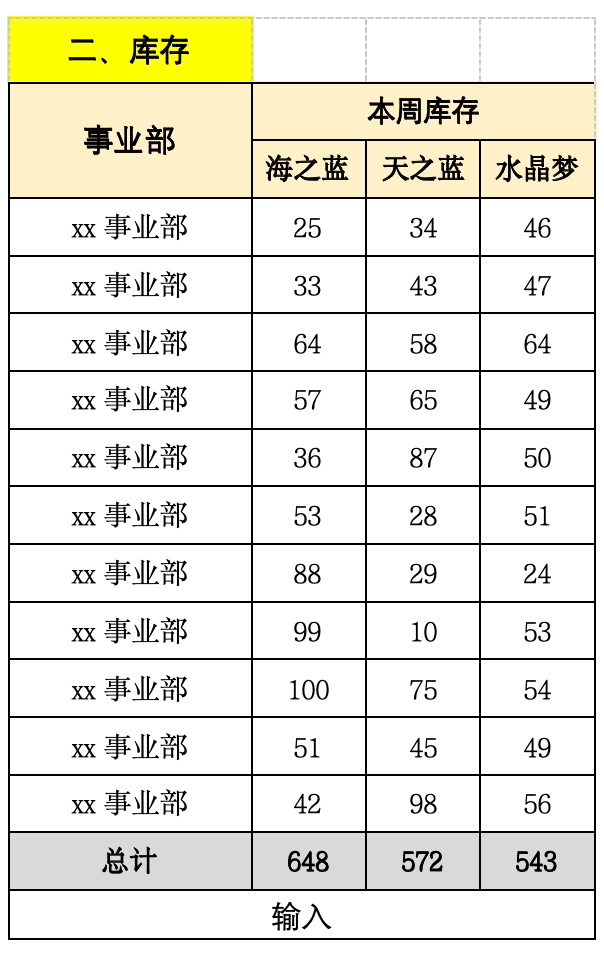 二、库存
事业部 本周库存
海之蓝 天之蓝 水晶梦
xx 事业部 25 34 46
xx 事业部 33 43 47
xx 事业部 64 58 64
xx 事业部 57 65 49
xx 事业部 36 87 50
xx 事业部 53 28 51
xx 事业部 88 29 24
xx 事业部 99 10 53
xx 事业部 100 75 54
xx 事业部 51 45 49
xx 事业部 42 98 56
总计 648 572 543
输入